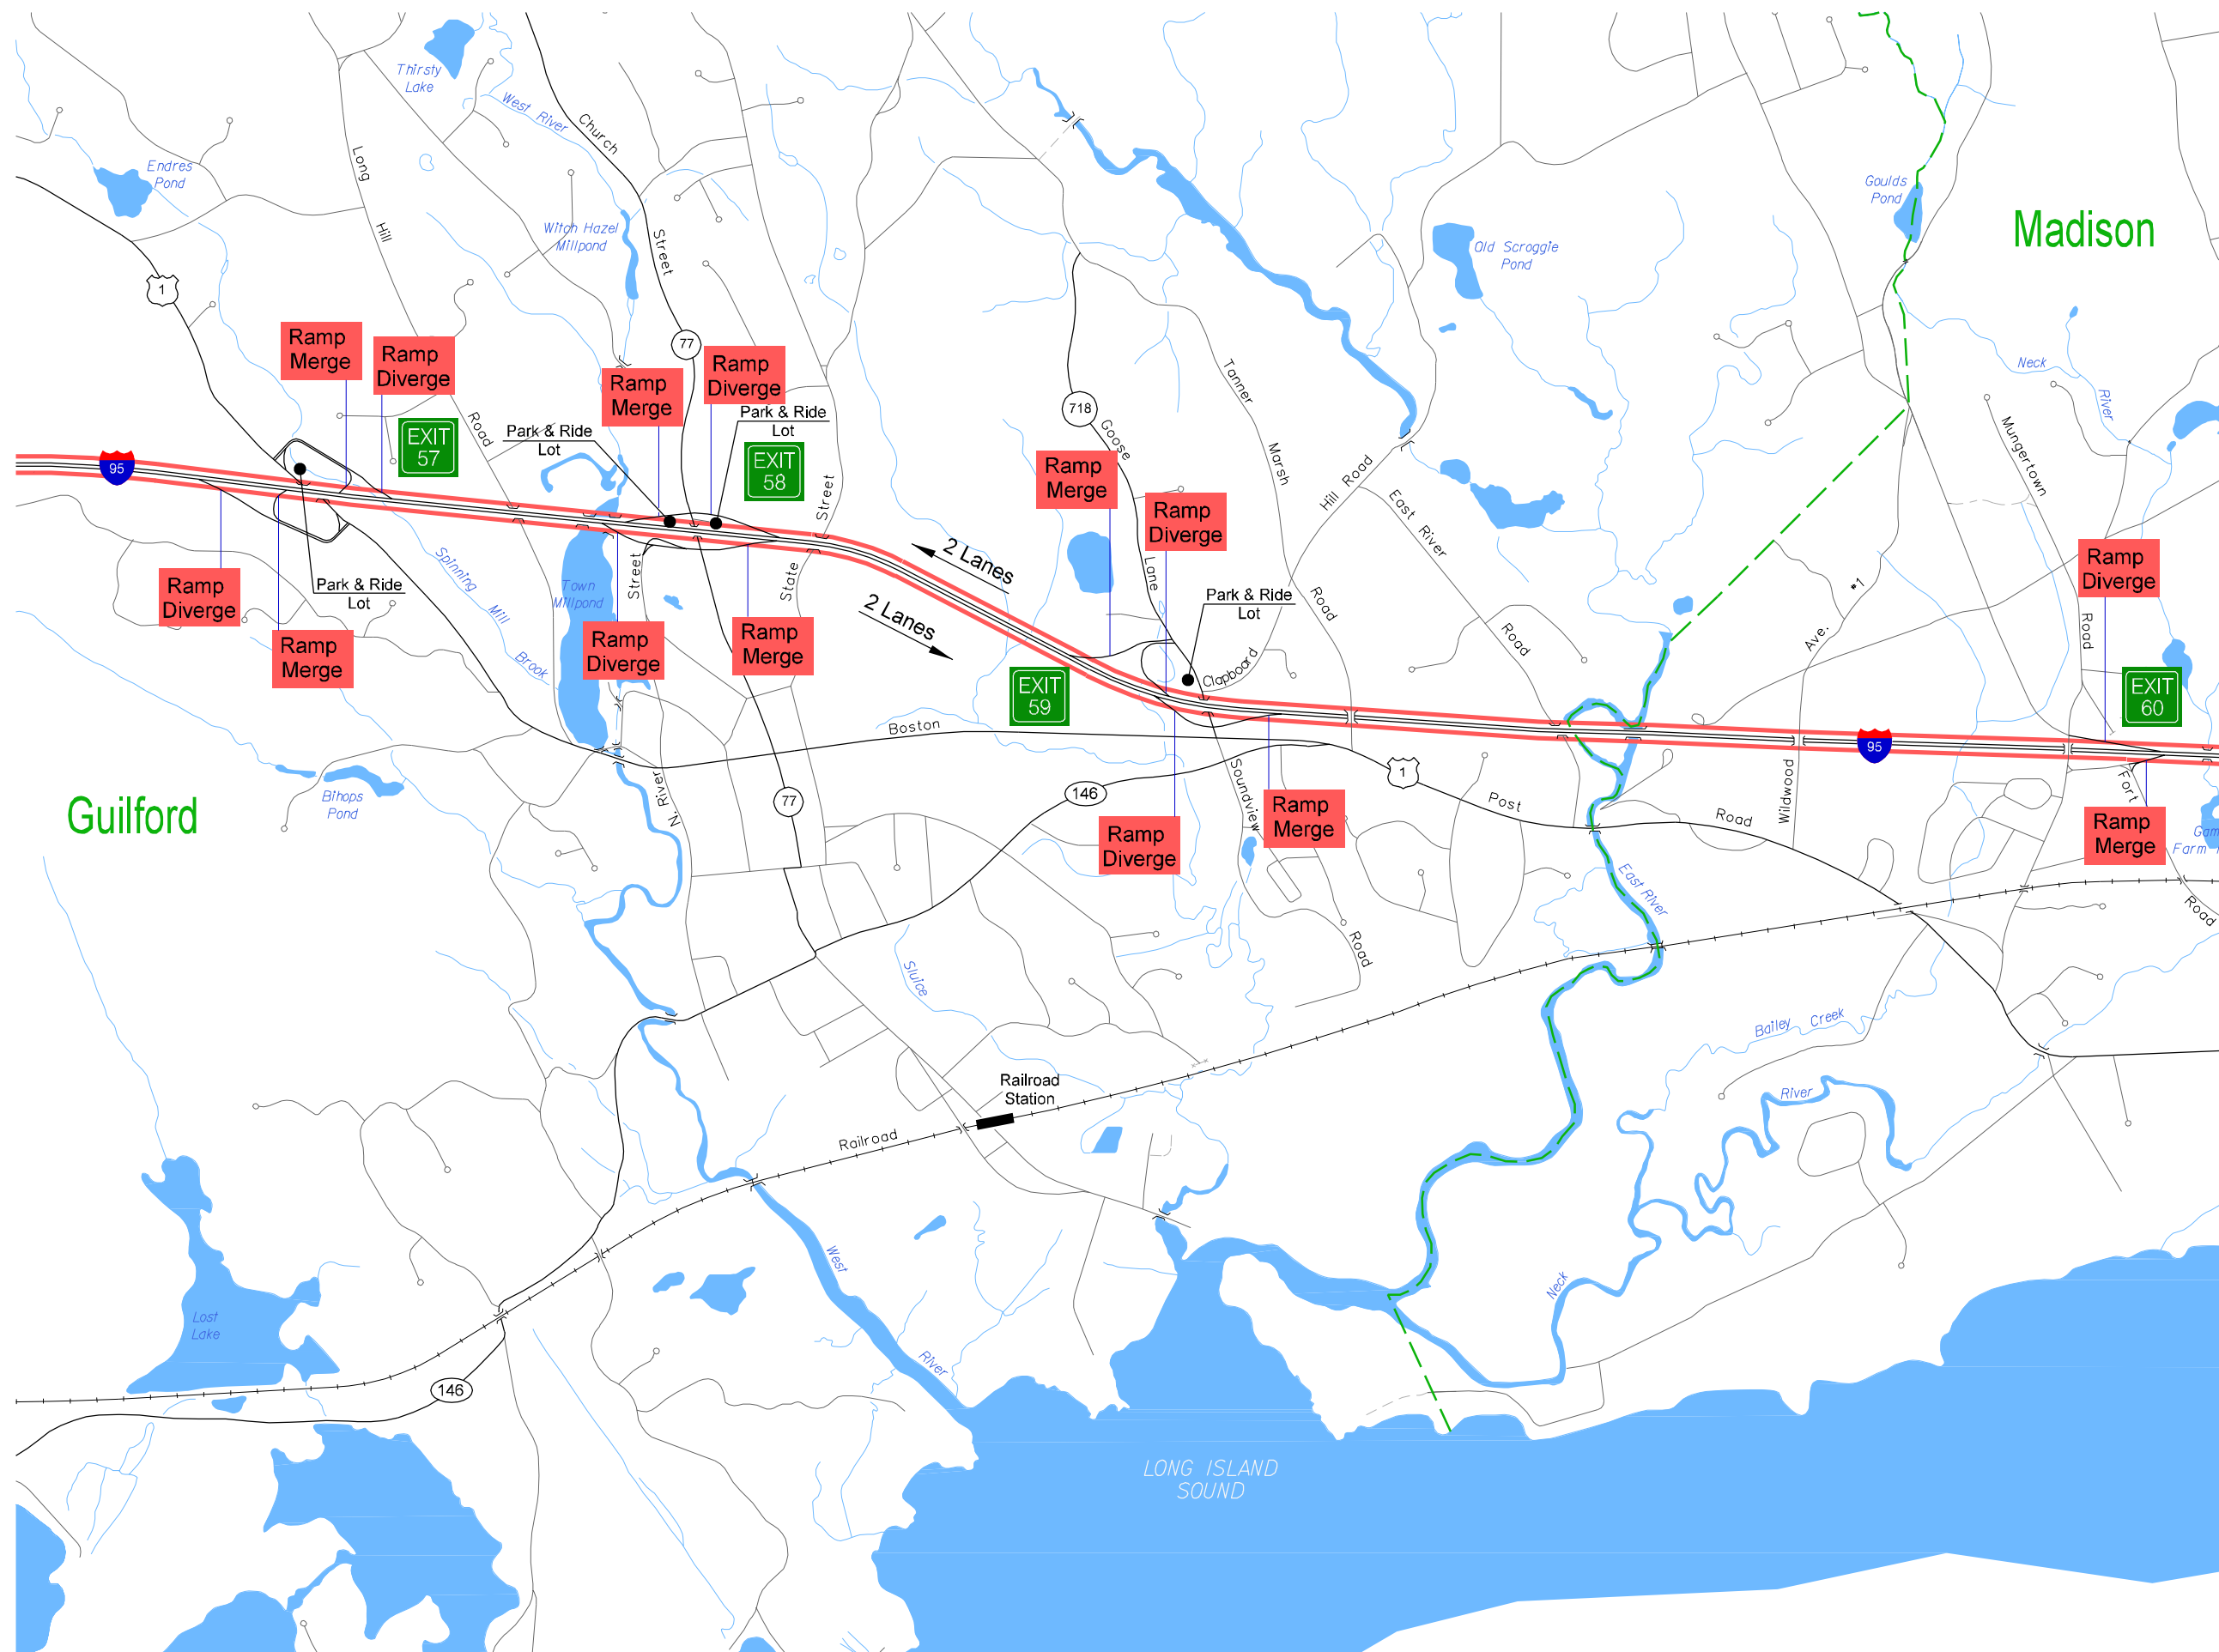 Thirsty
Lake
West River
Church
Street
Long
Hill
Road
Endres
Pond
Witch Hazel
Millpond
Goulds
Pond
Madison
Old Scroggie
Pond
1
77
Ramp
Merge
Ramp
Diverge
Ramp
Merge
Ramp
Diverge
EXIT
57
Park & Ride
Lot
Park & Ride
Lot
EXIT
58
718
Goose
Lane
Tanner
Marsh
Road
Neck
River
Mungertown
Road
Ramp
Merge
Ramp
Diverge
Hill Road
Clapboard
East River
Road
95
State
Street
2 Lanes
2 Lanes
Ramp
Diverge
Ramp
Merge
Park & Ride
Lot
Spinning Mill
Brook
Town
Millpond
Street
N. River
Ramp
Diverge
Ramp
Merge
Park & Ride
Lot
EXIT
59
#1
Ave.
Wildwood
Ramp
Diverge
EXIT
60
95
Boston
Post
Road
Guilford
Bihops
Pond
77
146
1
Soundview
Road
Ramp
Diverge
Ramp
Merge
Fort
Road
Ramp
Merge
Gam
Farm
East River
Sluice
Bailey Creek
River
Neck
Railroad
Station
Railroad
West
River
Lost
Lake
146
LONG ISLAND
SOUND